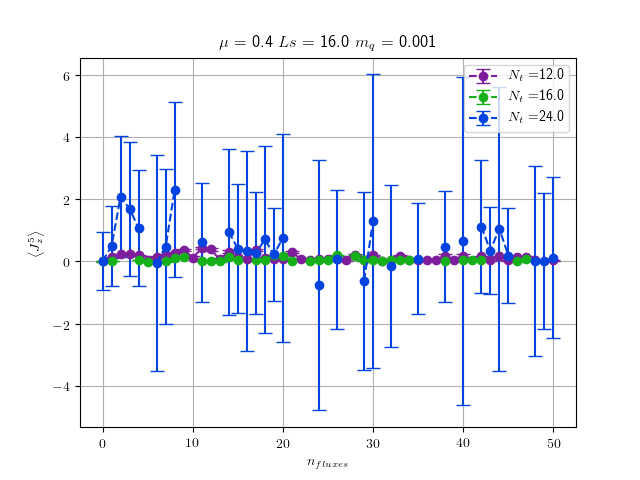 μ = 0.4 Ls = 16.0 m_q = 0.001
N_t =12.0
N_t =16.0
N_t =24.0
6
4
2
0
−2
−4
⟨J_z^5⟩
0
10
20
30
40
50
n_fluxes